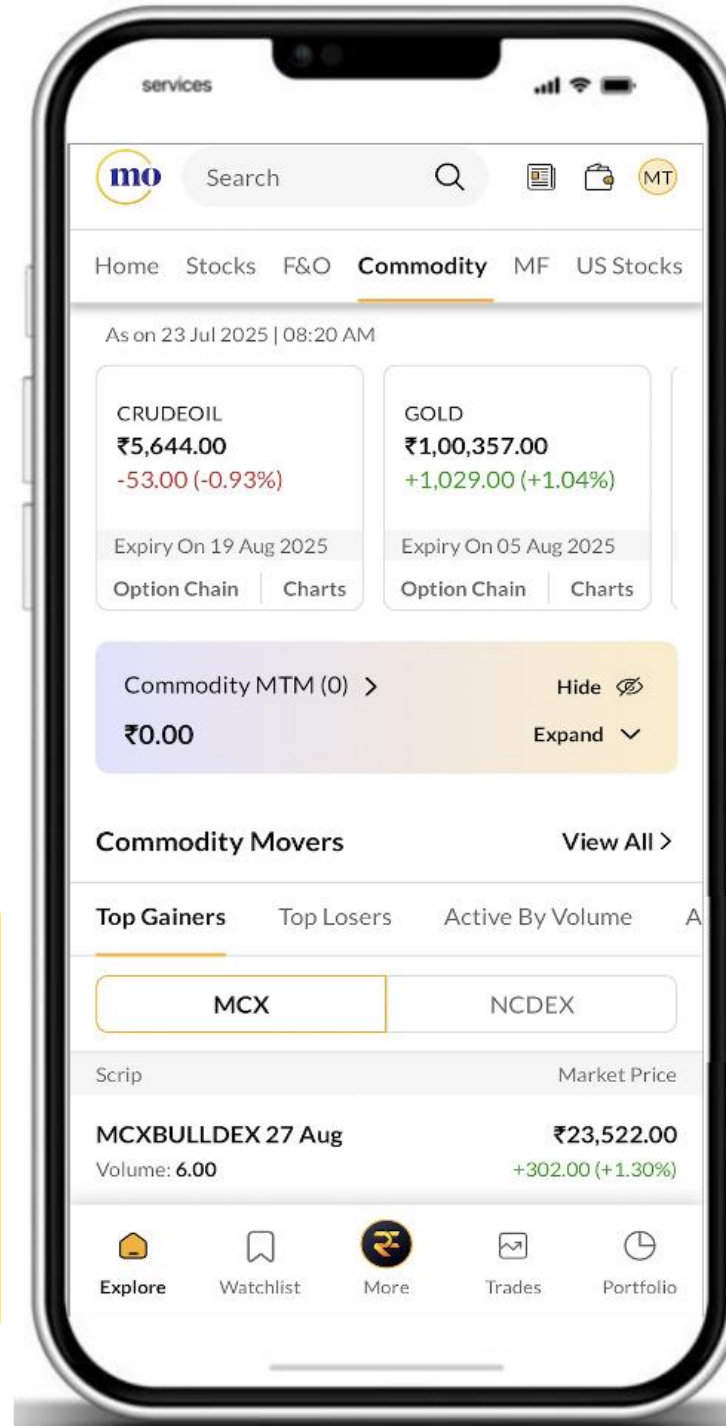 services
mo
Search
MT
Home Stocks F&O Commodity MF US Stocks
As on 23 Jul 2025 | 08:20 AM
CRUDEOIL
₹5,644.00
-53.00 (-0.93%)
Expiry On 19 Aug 2025
Option Chain Charts
GOLD
₹1,00,357.00
+1,029.00 (+1.04%)
Expiry On 05 Aug 2025
Option Chain Charts
Commodity MTM (0) >
Hide
₹0.00
Expand
Commodity Movers
View All >
Top Gainers Top Losers Active By Volume A
MCX NCDEX
Scrip Market Price
MCXBULLDEX 27 Aug ₹23,522.00
Volume: 6.00 +302.00 (+1.30%)
Explore Watchlist More Trades Portfolio